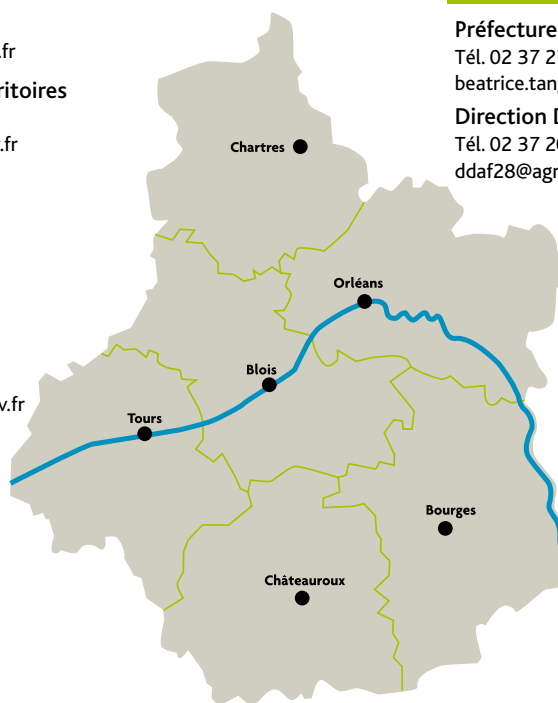 .fr
ritoires
.fr
v.fr
Préfecture
Tél. 02 37 2
beatrice.tan
Direction D
Tél. 02 37 20
ddaf28@agr
Chartres
Orléans
Blois
Tours
Bourges
Châteauroux